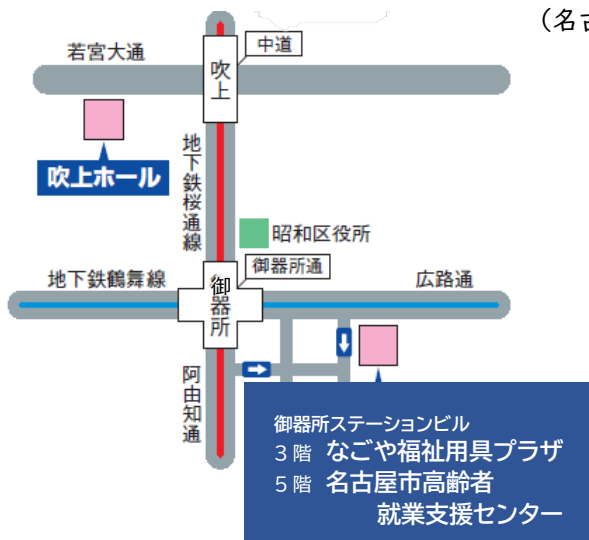 (名古
中道
若宮大通
吹上
吹上ホール
地下鉄桜通線
昭和区役所
御器所通
地下鉄鶴舞線
御器所
広路通
阿由知通
御器所ステーションビル
3階 なごや福祉用具プラザ
5階 名古屋市高齢者
就業支援センター